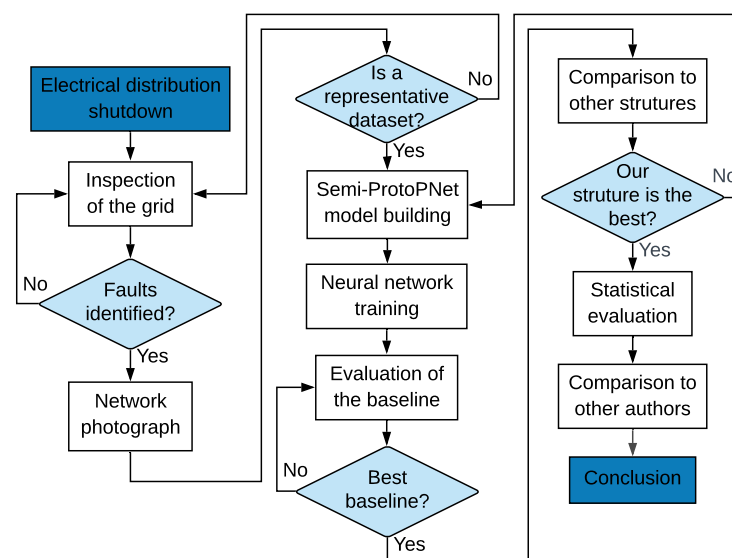 Electrical distribution
shutdown
Inspection
of the grid
No
Faults
identified?
Yes
Network
photograph
Is a
representative
dataset?
No
Yes
Semi-ProtoPNet
model building
Neural network
training
Evaluation of
the baseline
No
Best
baseline?
Yes
Comparison to
other strutures
Our
struture is the
best?
No
Yes
Statistical
evaluation
Comparison to
other authors
Conclusion